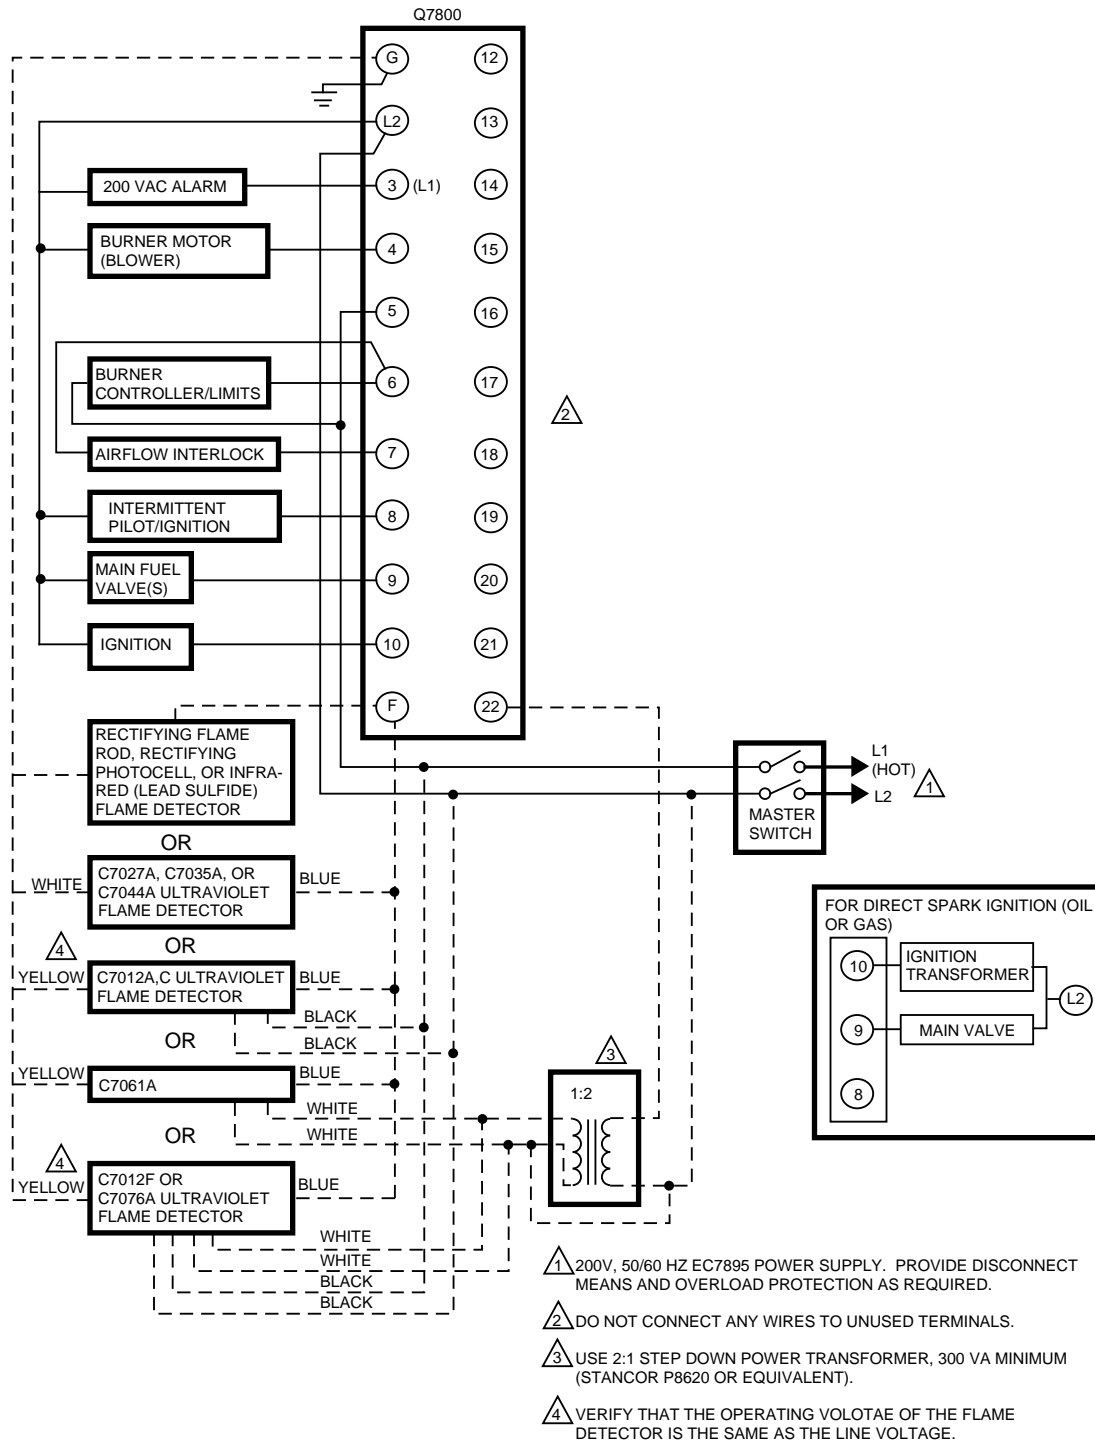 Q7800
G
12
L2
13
200 VAC ALARM
3
(L1)
14
BURNER MOTOR
(BLOWER)
4
15
5
16
BURNER
CONTROLLER/LIMITS
6
17
2
AIRFLOW INTERLOCK
7
18
INTERMITTENT
PILOT/IGNITION
8
19
MAIN FUEL
VALVE(S)
9
20
IGNITION
10
21
F
22
RECTIFYING FLAME
ROD, RECTIFYING
PHOTOCELL, OR INFRA-
RED (LEAD SULFIDE)
FLAME DETECTOR
L1
(HOT)
L2
1
MASTER
SWITCH
OR
WHITE
C7027A, C7035A, OR
C7044A ULTRAVIOLET
FLAME DETECTOR
BLUE
OR
4
YELLOW
C7012A,C ULTRAVIOLET
FLAME DETECTOR
BLUE
BLACK
BLACK
OR
YELLOW
C7061A
BLUE
WHITE
WHITE
OR
3
1:2
4
YELLOW
C7012F OR
C7076A ULTRAVIOLET
FLAME DETECTOR
BLUE
WHITE
WHITE
BLACK
BLACK
FOR DIRECT SPARK IGNITION (OIL
OR GAS)
10
IGNITION
TRANSFORMER
L2
9
MAIN VALVE
8
1 200V, 50/60 HZ EC7895 POWER SUPPLY. PROVIDE DISCONNECT
MEANS AND OVERLOAD PROTECTION AS REQUIRED.
2 DO NOT CONNECT ANY WIRES TO UNUSED TERMINALS.
3 USE 2:1 STEP DOWN POWER TRANSFORMER, 300 VA MINIMUM
(STANCOR P8620 OR EQUIVALENT).
4 VERIFY THAT THE OPERATING VOLOTAE OF THE FLAME
DETECTOR IS THE SAME AS THE LINE VOLTAGE.